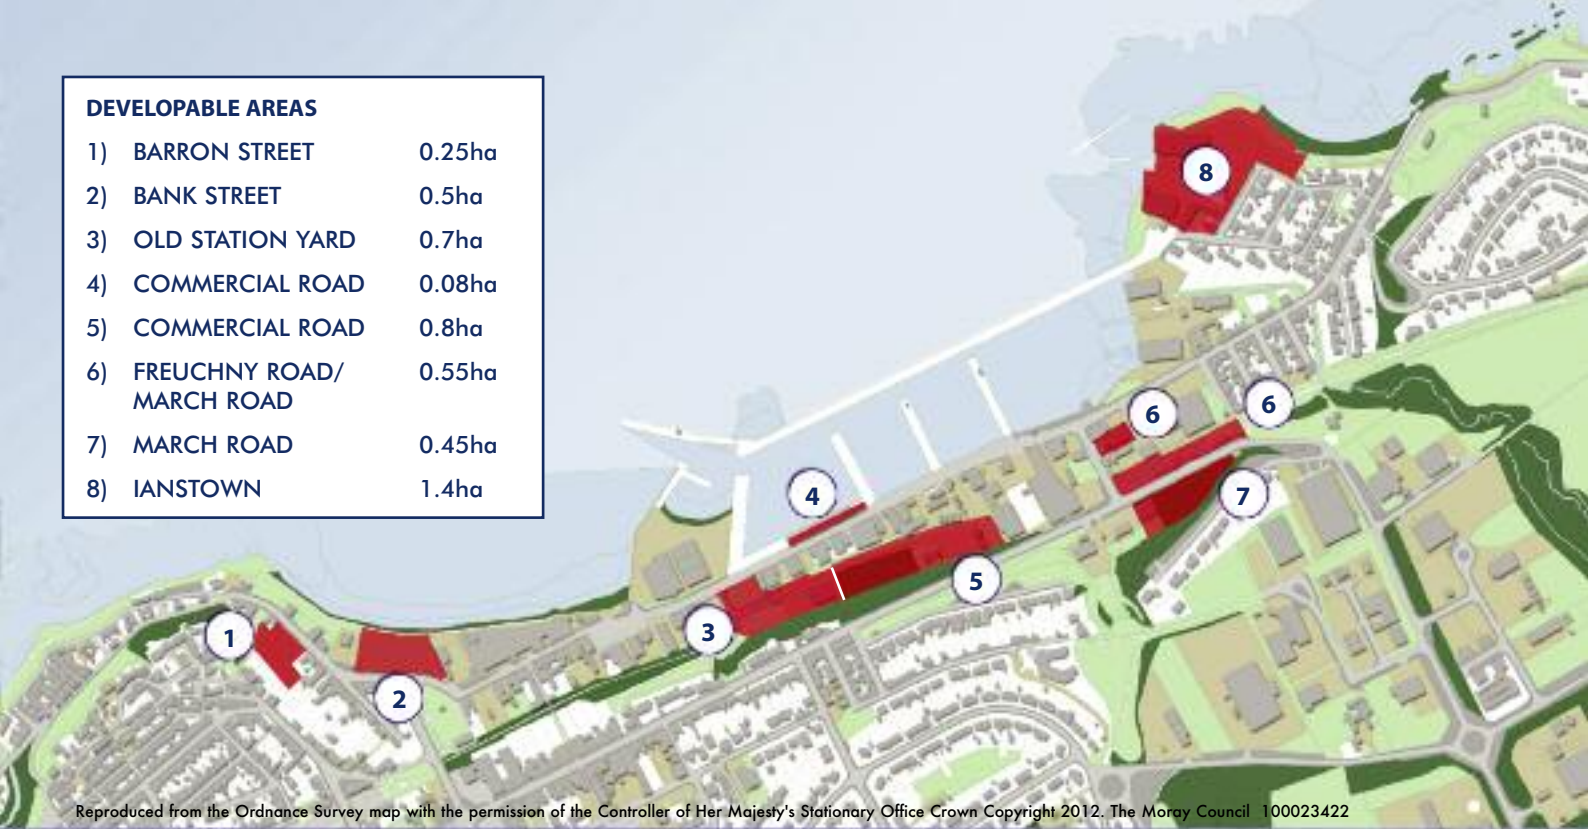 DEVELOPABLE AREAS
1) BARRON STREET 0.25ha
2) BANK STREET 0.5ha
3) OLD STATION YARD 0.7ha
4) COMMERCIAL ROAD 0.08ha
5) COMMERCIAL ROAD 0.8ha
6) FREUCHNY ROAD/ 0.55ha
MARCH ROAD
7) MARCH ROAD 0.45ha
8) IANSTOWN 1.4ha
8
6
6
4
7
5
3
1
2
Reproduced from the Ordnance Survey map with the permission of the Controller of Her Majesty's Stationary Office Crown Copyright 2012. The Moray Council 100023422